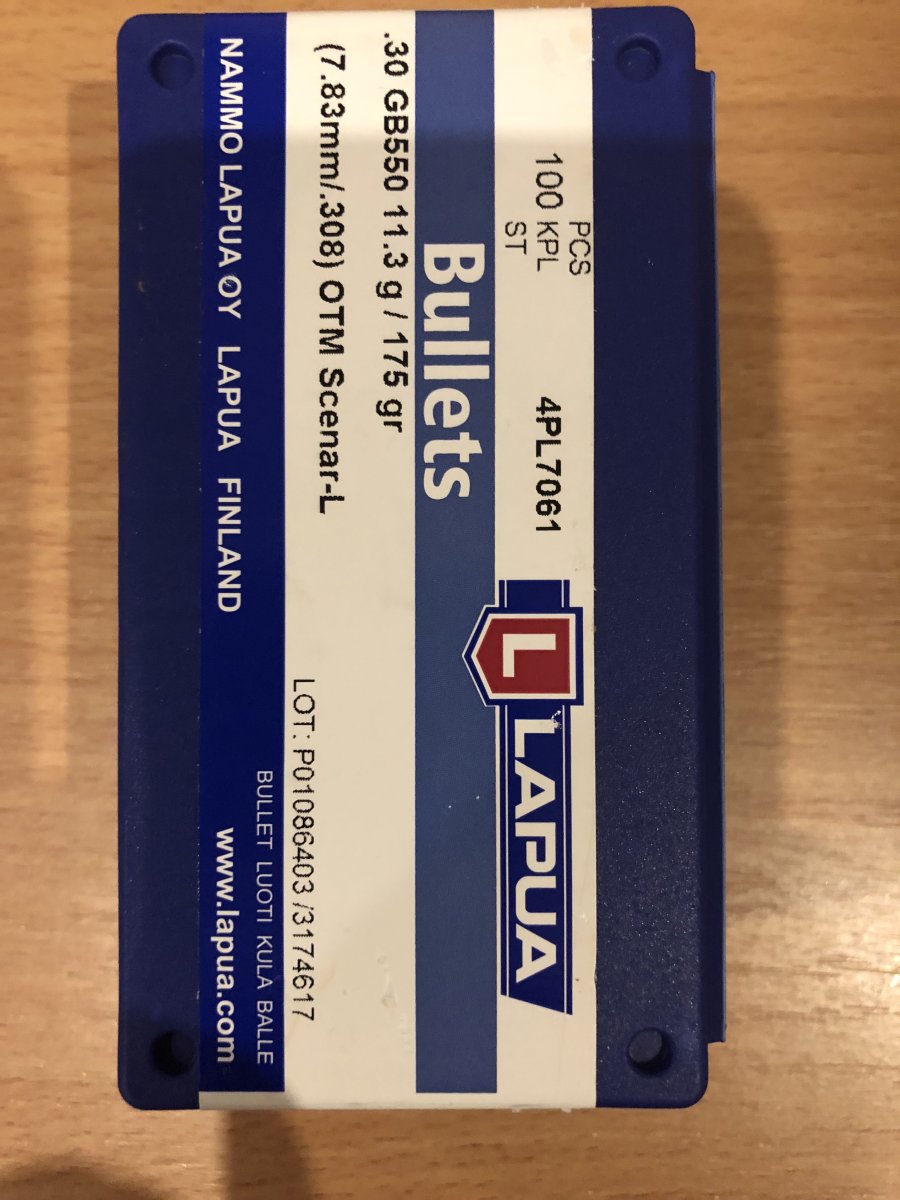 PCS
100 KPL
ST
4PL7061
L
LAPUA
Bullets
.30 GB550 11.3 g / 175 gr
(7.83mm/.308) OTM Scenar-L
LOT: P01086403 /3174617
BULLET LUOTI KULA BALLE
NAMMO LAPUA OY LAPUA FINLAND
www.lapua.com